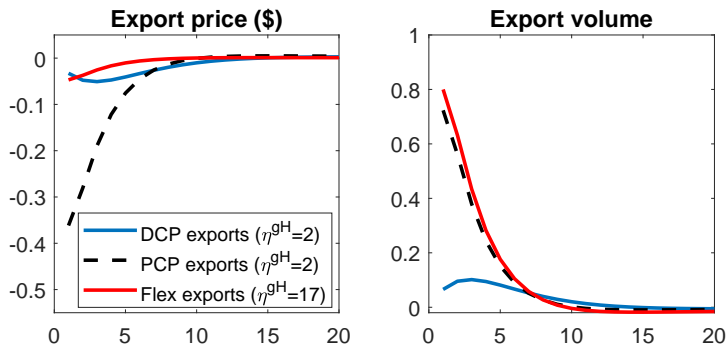 Export price ($)
0
-0.1
-0.2
-0.3
-0.4
-0.5
DCP exports (η^gH=2)
PCP exports (η^gH=2)
Flex exports (η^gH=17)
0 5 10 15 20
Export volume
1
0.8
0.6
0.4
0.2
0
0 5 10 15 20